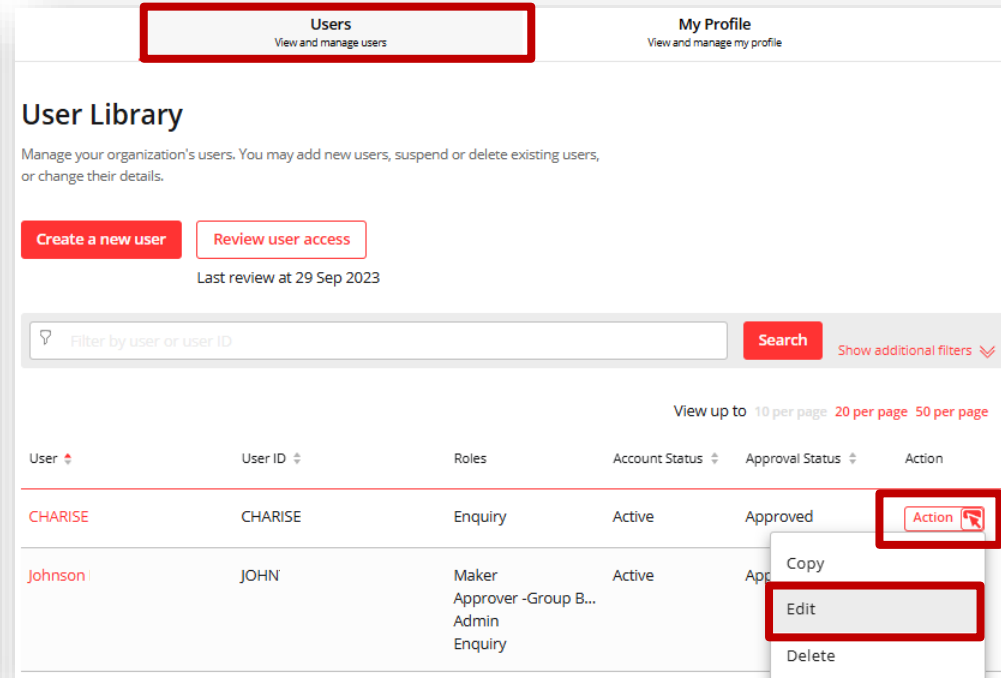 Users
View and manage users
My Profile
View and manage my profile
User Library
Manage your organization's users. You may add new users, suspend or delete existing users,
or change their details.
Create a new user
Review user access
Last review at 29 Sep 2023
Filter by user or user ID
Search
Show additional filters
View up to 10 per page 20 per page 50 per page
User User ID Roles Account Status Approval Status Action
CHARISE CHARISE Enquiry Active Approved Action
Copy
Johnson JOHN Maker Active
Approver -Group B...
Edit
Admin
Enquiry
Delete